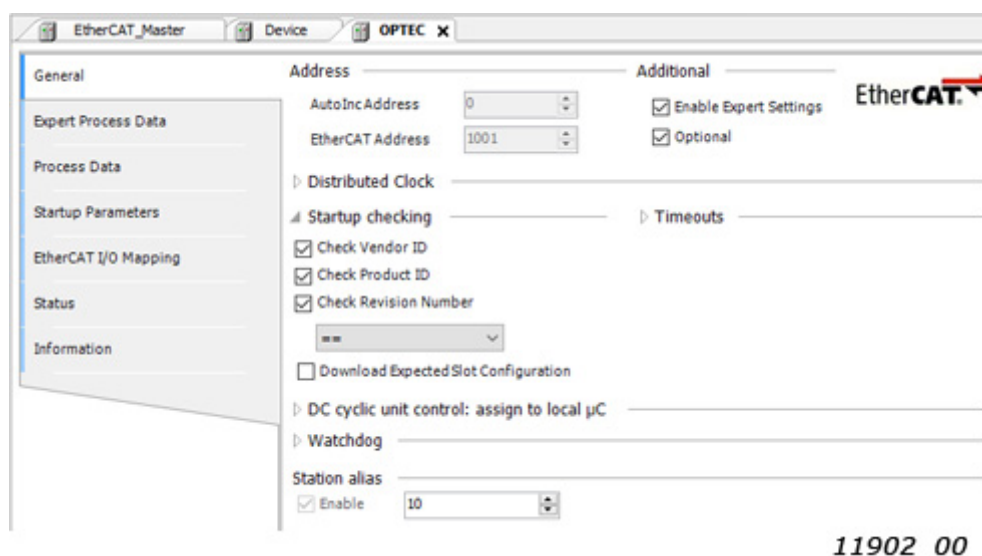 EtherCAT_Master Device OPTEC
General
Expert Process Data
Process Data
Startup Parameters
EtherCAT I/O Mapping
Status
Information
Address
AutoInc Address 0
EtherCAT Address 1001
Additional
Enable Expert Settings
Optional
EtherCAT.
Distributed Clock
Startup checking
Timeouts
Check Vendor ID
Check Product ID
Check Revision Number
==
Download Expected Slot Configuration
DC cyclic unit control: assign to local µC
Watchdog
Station alias
Enable 10
11902_00